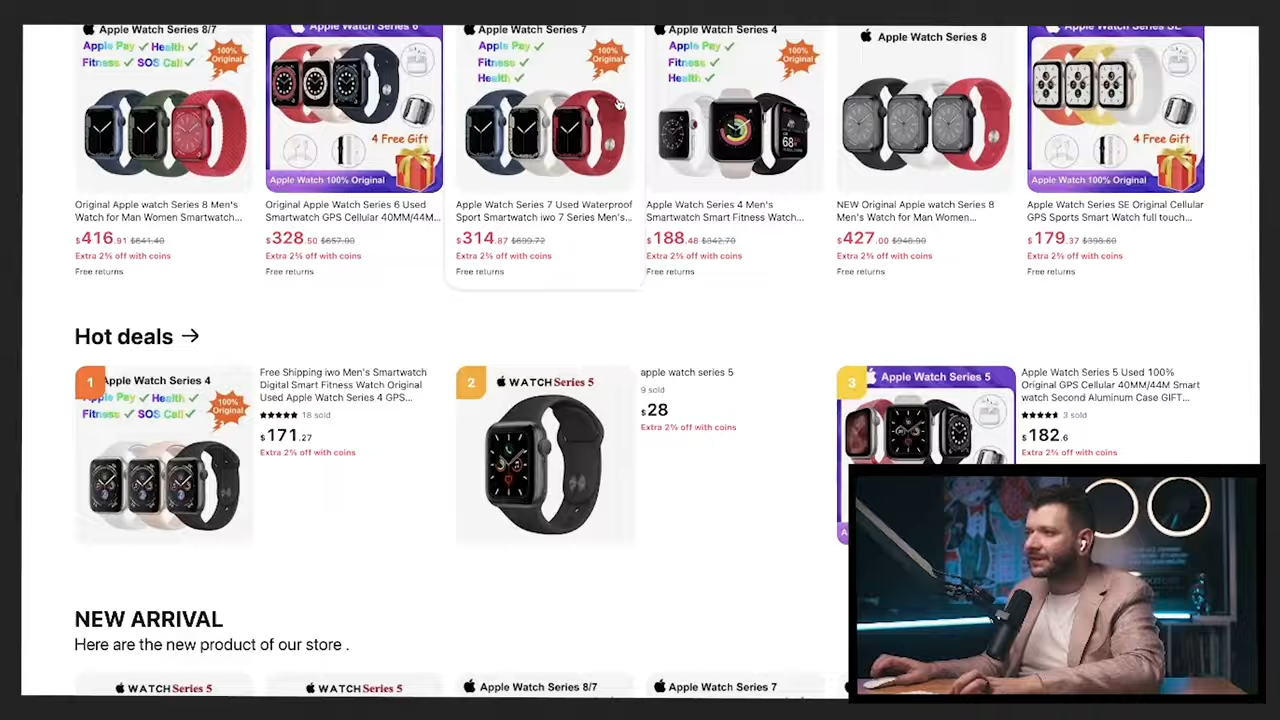 Apple Watch Series 8/7
Apple Pay ✓ Health ✓
Fitness ✓ SOS Call ✓
100%
Original
Apple Watch Series 6
4 Free Gift
Apple Watch 100% Original
Apple Watch Series 7
Apple Pay ✓
Fitness ✓
Health ✓
100%
Original
Apple Watch Series 4
Apple Pay ✓
Fitness ✓
Health ✓
100%
Original
68
Apple Watch Series 8
Apple Watch Series SE
4 Free Gift
Apple Watch 100% Original
Original Apple watch Series 8 Men's
Watch for Man Women Smartwatch...
$416.91 $641.40
Extra 2% off with coins
Free returns
Original Apple Watch Series 6 Used
Smartwatch GPS Cellular 40MM/44M...
$328.50 $657.00
Extra 2% off with coins
Free returns
Apple Watch Series 7 Used Waterproof
Sport Smartwatch iwo 7 Series Men's...
$314.87 $699.72
Extra 2% off with coins
Free returns
Apple Watch Series 4 Men's
Smartwatch Smart Fitness Watch...
$188.48 $342.70
Extra 2% off with coins
Free returns
NEW Original Apple watch Series 8
Men's Watch for Man Women...
$427.00 $948.90
Extra 2% off with coins
Free returns
Apple Watch Series SE Original Cellular
GPS Sports Smart Watch full touch...
$179.37 $398.60
Extra 2% off with coins
Free returns
Hot deals →
1
Apple Watch Series 4
Apple Pay ✓ Health ✓
Fitness ✓ SOS Call ✓
100%
Original
Free Shipping iwo Men's Smartwatch
Digital Smart Fitness Watch Original
Used Apple Watch Series 4 GPS...
★★★★★ 18 sold
$171.27
Extra 2% off with coins
2
WATCH Series 5
apple watch series 5
9 sold
$28
Extra 2% off with coins
3
Apple Watch Series 5
Apple Watch Series 5 Used 100%
Original GPS Cellular 40MM/44M Smart
watch Second Aluminum Case GIFT...
★★★★★ 3 sold
$182.6
Extra 2% off with coins
NEW ARRIVAL
Here are the new product of our store .
WATCH Series 5
WATCH Series 5
Apple Watch Series 8/7
Apple Watch Series 7